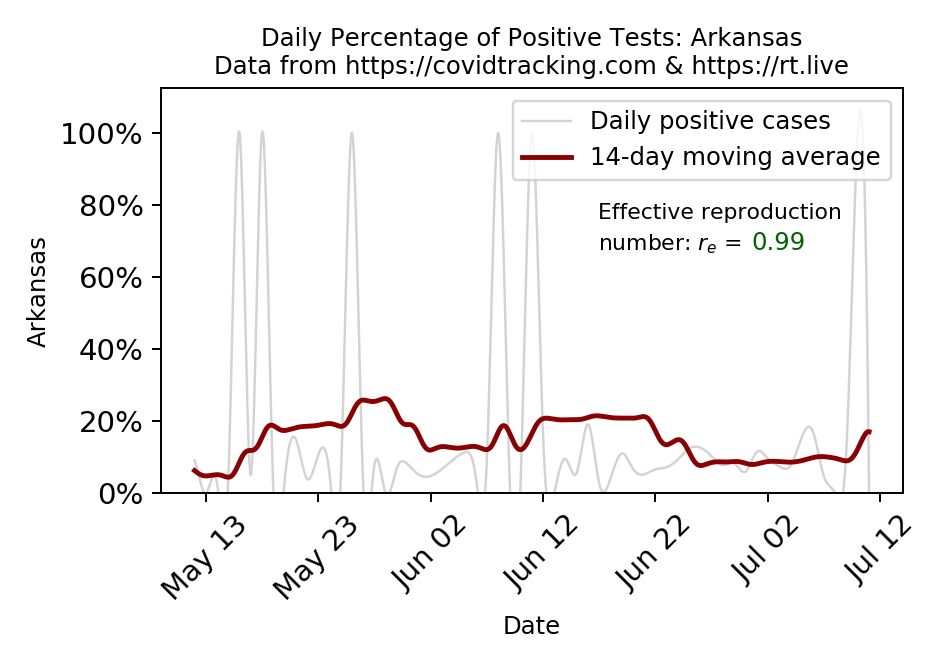 Daily Percentage of Positive Tests: Arkansas
Data from https://covidtracking.com & https://rt.live
Daily positive cases
14-day moving average
Effective reproduction
number: rₑ = 0.99
100%
80%
60%
40%
20%
0%
Arkansas
May 13
May 23
Jun 02
Jun 12
Jun 22
Jul 02
Jul 12
Date